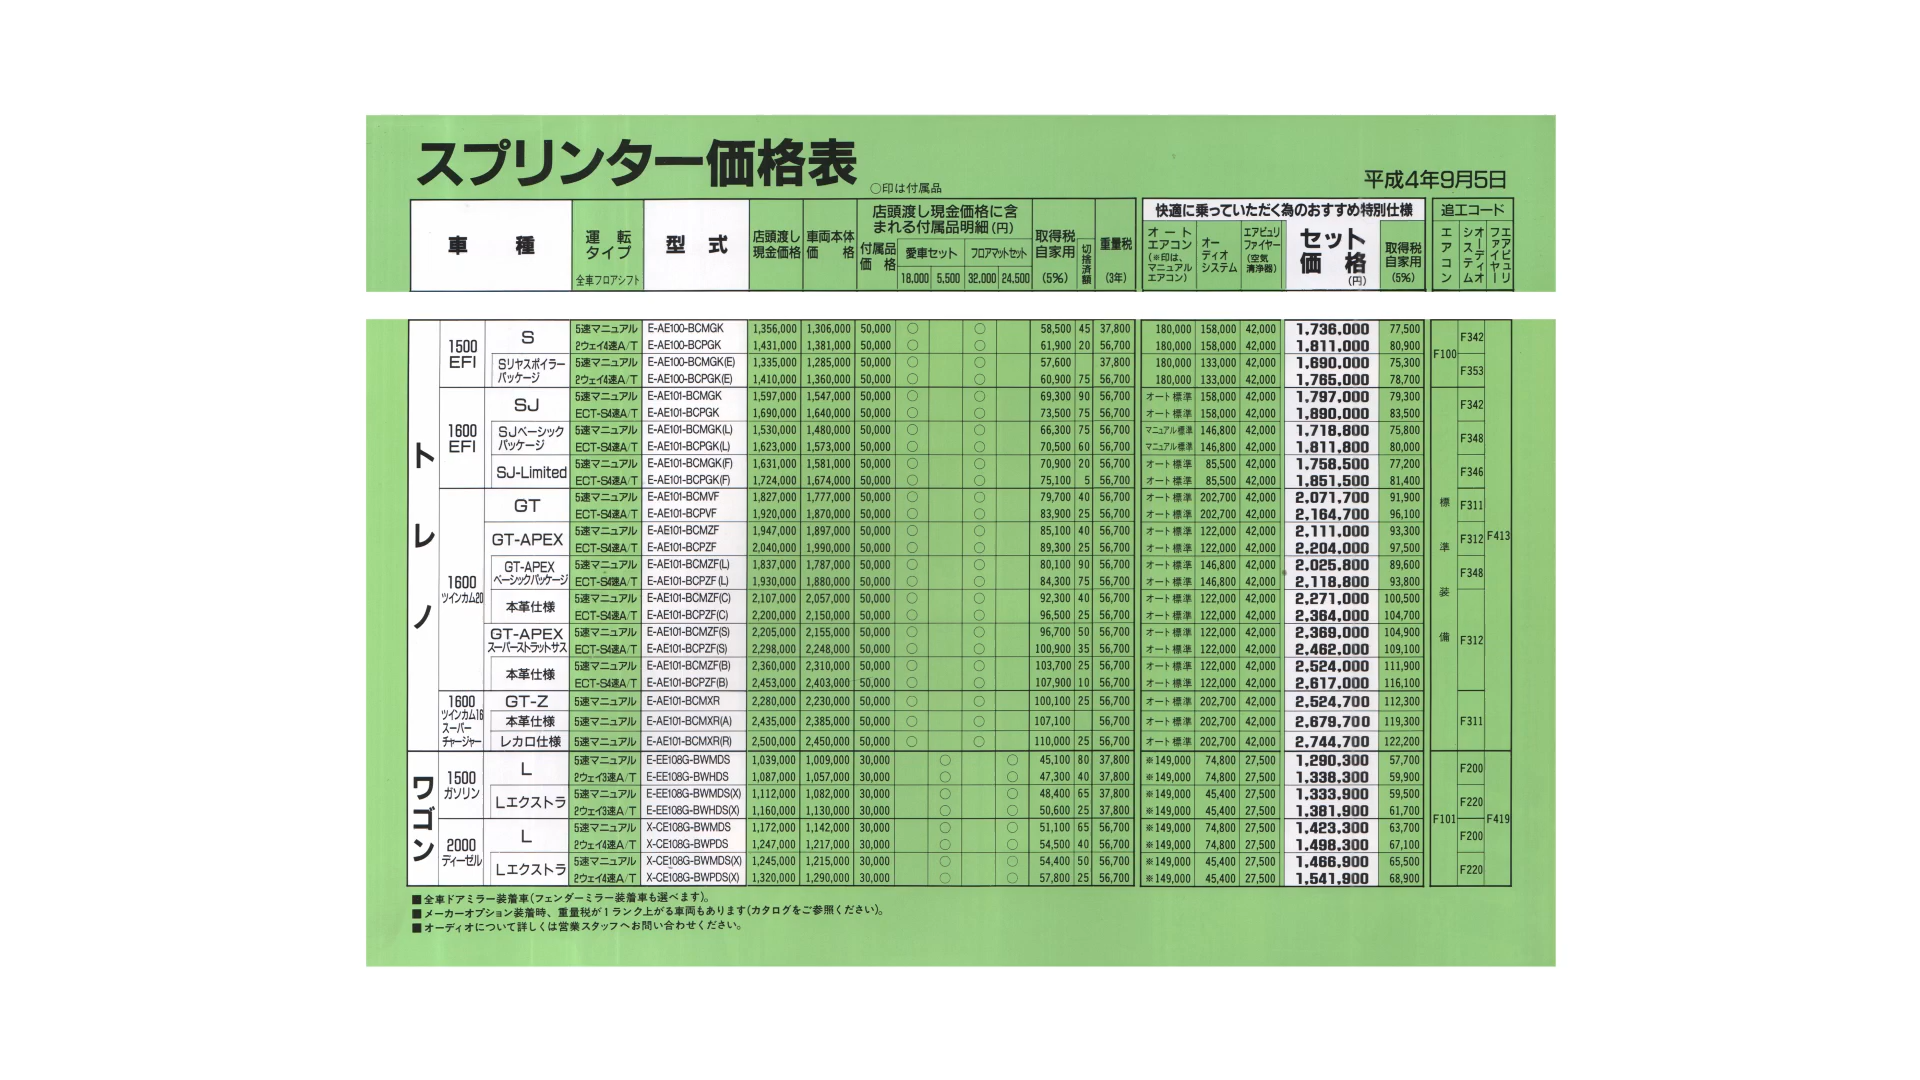 スプリンター価格表
○印は付属品
平成4年9月5日
車種 運転タイプ 全車フロアシフト 型式 店頭渡し現金価格 車両本体価格 店頭渡し現金価格に含まれる付属品明細(円) 付属品価格 愛車セット 18,000 5,500 フロアマットセット 32,000 24,500 取得税自家用(5%) 切捨済額 重量税(3年) 快適に乗っていただく為のおすすめ特別仕様 オートエアコン(※印は、マニュアルエアコン) オーディオシステム エアピュリファイヤー(空気清浄器) セット価格(円) 取得税自家用(5%) 追工コード エアコン オーディオシステム エアピュリファイヤー
トレノ 1500 EFI S 5速マニュアル E-AE100-BCMGK 1,356,000 1,306,000 50,000 ○ ○ 58,500 45 37,800 180,000 158,000 42,000 1,736,000 77,500 F100 F342 F413
2ウェイ4速A/T E-AE100-BCPGK 1,431,000 1,381,000 50,000 ○ ○ 61,900 20 56,700 180,000 158,000 42,000 1,811,000 80,900
Sリヤスポイラーパッケージ 5速マニュアル E-AE100-BCMGK(E) 1,335,000 1,285,000 50,000 ○ ○ 57,600 37,800 180,000 133,000 42,000 1,690,000 75,300 F353
2ウェイ4速A/T E-AE100-BCPGK(E) 1,410,000 1,360,000 50,000 ○ ○ 60,900 75 56,700 180,000 133,000 42,000 1,765,000 78,700
1600 EFI SJ 5速マニュアル E-AE101-BCMGK 1,597,000 1,547,000 50,000 ○ ○ 69,300 90 56,700 オート標準 158,000 42,000 1,797,000 79,300 標準装備 F342
ECT-S4速A/T E-AE101-BCPGK 1,690,000 1,640,000 50,000 ○ ○ 73,500 75 56,700 オート標準 158,000 42,000 1,890,000 83,500
SJベーシックパッケージ 5速マニュアル E-AE101-BCMGK(L) 1,530,000 1,480,000 50,000 ○ ○ 66,300 75 56,700 マニュアル標準 146,800 42,000 1,718,800 75,800 F348
ECT-S4速A/T E-AE101-BCPGK(L) 1,623,000 1,573,000 50,000 ○ ○ 70,500 60 56,700 マニュアル標準 146,800 42,000 1,811,800 80,000
SJ-Limited 5速マニュアル E-AE101-BCMGK(F) 1,631,000 1,581,000 50,000 ○ ○ 70,900 20 56,700 オート標準 85,500 42,000 1,758,500 77,200 F346
ECT-S4速A/T E-AE101-BCPGK(F) 1,724,000 1,674,000 50,000 ○ ○ 75,100 5 56,700 オート標準 85,500 42,000 1,851,500 81,400
1600 ツインカム20 GT 5速マニュアル E-AE101-BCMVF 1,827,000 1,777,000 50,000 ○ ○ 79,700 40 56,700 オート標準 202,700 42,000 2,071,700 91,900 F311
ECT-S4速A/T E-AE101-BCPVF 1,920,000 1,870,000 50,000 ○ ○ 83,900 25 56,700 オート標準 202,700 42,000 2,164,700 96,100
GT-APEX 5速マニュアル E-AE101-BCMZF 1,947,000 1,897,000 50,000 ○ ○ 85,100 40 56,700 オート標準 122,000 42,000 2,111,000 93,300 F312
ECT-S4速A/T E-AE101-BCPZF 2,040,000 1,990,000 50,000 ○ ○ 89,300 25 56,700 オート標準 122,000 42,000 2,204,000 97,500
GT-APEX ベーシックパッケージ 5速マニュアル E-AE101-BCMZF(L) 1,837,000 1,787,000 50,000 ○ ○ 80,100 90 56,700 オート標準 146,800 42,000 2,025,800 89,600 F348
ECT-S4速A/T E-AE101-BCPZF(L) 1,930,000 1,880,000 50,000 ○ ○ 84,300 75 56,700 オート標準 146,800 42,000 2,118,800 93,800
本革仕様 5速マニュアル E-AE101-BCMZF(C) 2,107,000 2,057,000 50,000 ○ ○ 92,300 40 56,700 オート標準 122,000 42,000 2,271,000 100,500 F312
ECT-S4速A/T E-AE101-BCPZF(C) 2,200,000 2,150,000 50,000 ○ ○ 96,500 25 56,700 オート標準 122,000 42,000 2,364,000 104,700
GT-APEX スーパーストラットサス 5速マニュアル E-AE101-BCMZF(S) 2,205,000 2,155,000 50,000 ○ ○ 96,700 50 56,700 オート標準 122,000 42,000 2,369,000 104,900
ECT-S4速A/T E-AE101-BCPZF(S) 2,298,000 2,248,000 50,000 ○ ○ 100,900 35 56,700 オート標準 122,000 42,000 2,462,000 109,100
本革仕様 5速マニュアル E-AE101-BCMZF(B) 2,360,000 2,310,000 50,000 ○ ○ 103,700 25 56,700 オート標準 122,000 42,000 2,524,000 111,900
ECT-S4速A/T E-AE101-BCPZF(B) 2,453,000 2,403,000 50,000 ○ ○ 107,900 10 56,700 オート標準 122,000 42,000 2,617,000 116,100
1600 ツインカム16 スーパーチャージャー GT-Z 5速マニュアル E-AE101-BCMXR 2,280,000 2,230,000 50,000 ○ ○ 100,100 25 56,700 オート標準 202,700 42,000 2,524,700 112,300 F311
本革仕様 5速マニュアル E-AE101-BCMXR(A) 2,435,000 2,385,000 50,000 ○ ○ 107,100 56,700 オート標準 202,700 42,000 2,679,700 119,300
レカロ仕様 5速マニュアル E-AE101-BCMXR(R) 2,500,000 2,450,000 50,000 ○ ○ 110,000 25 56,700 オート標準 202,700 42,000 2,744,700 122,200
ワゴン 1500 ガソリン L 5速マニュアル E-EE108G-BWMDS 1,039,000 1,009,000 30,000 ○ ○ 45,100 80 37,800 ※149,000 74,800 27,500 1,290,300 57,700 F101 F200 F419
2ウェイ3速A/T E-EE108G-BWHDS 1,087,000 1,057,000 30,000 ○ ○ 47,300 40 37,800 ※149,000 74,800 27,500 1,338,300 59,900
Lエクストラ 5速マニュアル E-EE108G-BWMDS(X) 1,112,000 1,082,000 30,000 ○ ○ 48,400 65 37,800 ※149,000 45,400 27,500 1,333,900 59,500 F220
2ウェイ3速A/T E-EE108G-BWHDS(X) 1,160,000 1,130,000 30,000 ○ ○ 50,600 25 37,800 ※149,000 45,400 27,500 1,381,900 61,700
2000 ディーゼル L 5速マニュアル X-CE108G-BWMDS 1,172,000 1,142,000 30,000 ○ ○ 51,100 65 56,700 ※149,000 74,800 27,500 1,423,300 63,700 F200
2ウェイ4速A/T X-CE108G-BWPDS 1,247,000 1,217,000 30,000 ○ ○ 54,500 40 56,700 ※149,000 74,800 27,500 1,498,300 67,100
Lエクストラ 5速マニュアル X-CE108G-BWMDS(X) 1,245,000 1,215,000 30,000 ○ ○ 54,400 50 56,700 ※149,000 45,400 27,500 1,466,900 65,500 F220
2ウェイ4速A/T X-CE108G-BWPDS(X) 1,320,000 1,290,000 30,000 ○ ○ 57,800 25 56,700 ※149,000 45,400 27,500 1,541,900 68,900
■全車ドアミラー装着車(フェンダーミラー装着車も選べます)。
■メーカーオプション装着時、重量税が1ランク上がる車両もあります(カタログをご参照ください)。
■オーディオについて詳しくは営業スタッフへお問い合わせください。